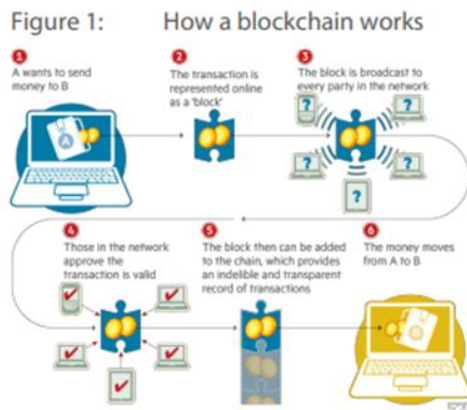 Figure 1: How a blockchain works
1
A wants to send
money to B
2
The transaction is
represented online
as a 'block'
3
The block is broadcast to
every party in the network
A
?
?
?
?
?
4
Those in the network
approve the
transaction is valid
5
The block then can be added
to the chain, which provides
an indelible and transparent
record of transactions
6
The money moves
from A to B